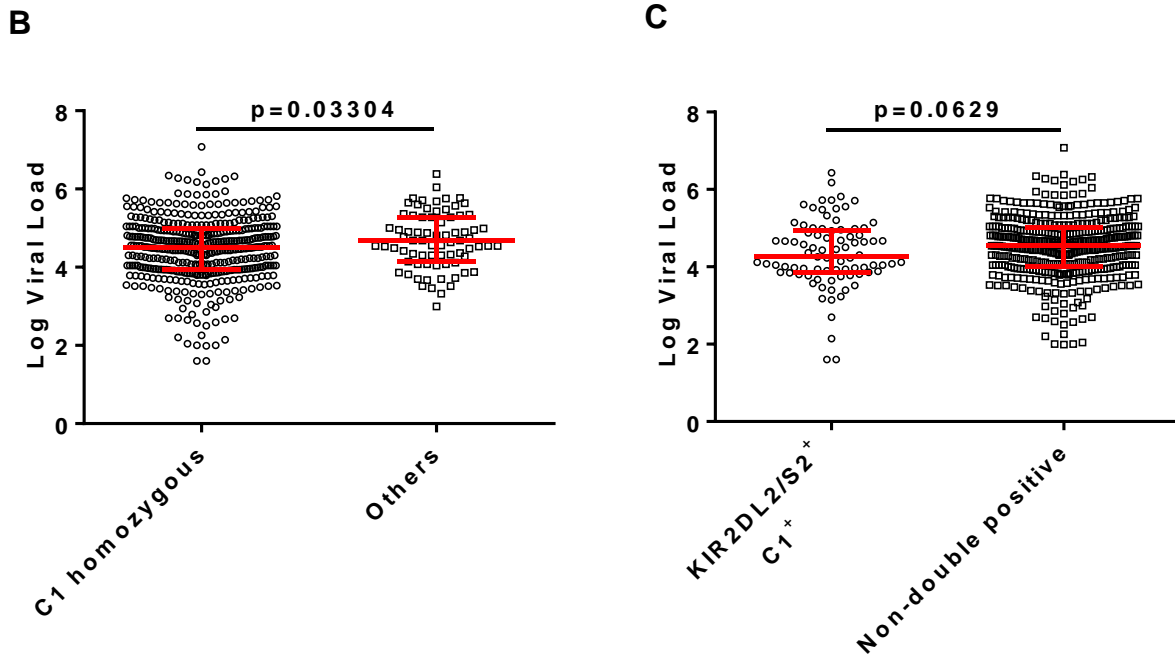 B
p=0.03304
Log Viral Load
8
6
4
2
0
C1 homozygous
Others
C
p=0.0629
Log Viral Load
8
6
4
2
0
KIR2DL2/S2⁺
C1⁺
Non-double positive